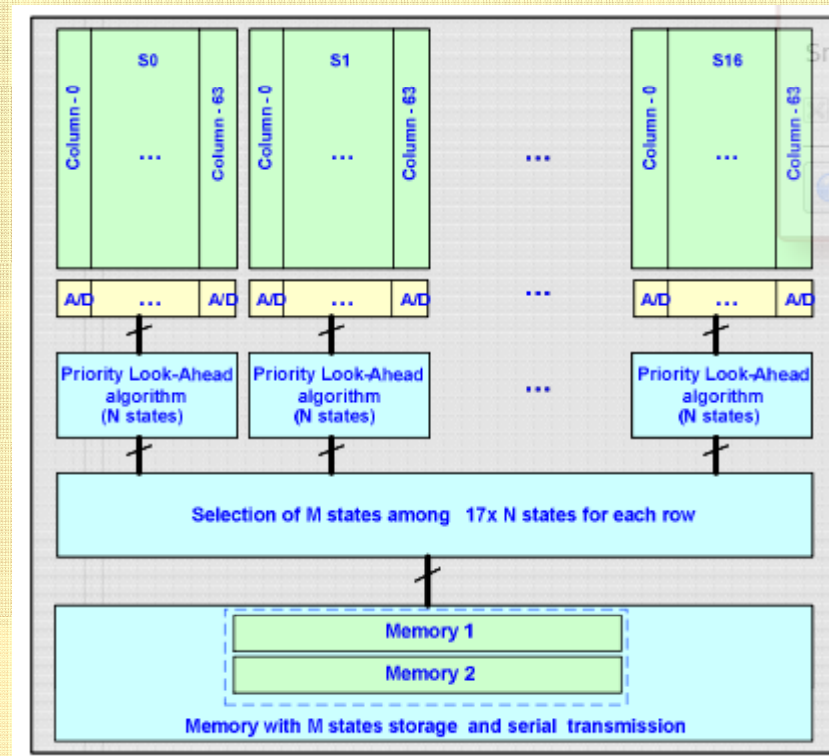 S0
S1
S16
Column - 0
Column - 63
Column - 0
Column - 63
Column - 0
Column - 63
...
...
...
...
A/D
...
A/D
A/D
...
A/D
...
A/D
...
A/D
Priority Look-Ahead
algorithm
(N states)
Priority Look-Ahead
algorithm
(N states)
...
Priority Look-Ahead
algorithm
(N states)
Selection of M states among 17x N states for each row
Memory 1
Memory 2
Memory with M states storage and serial transmission